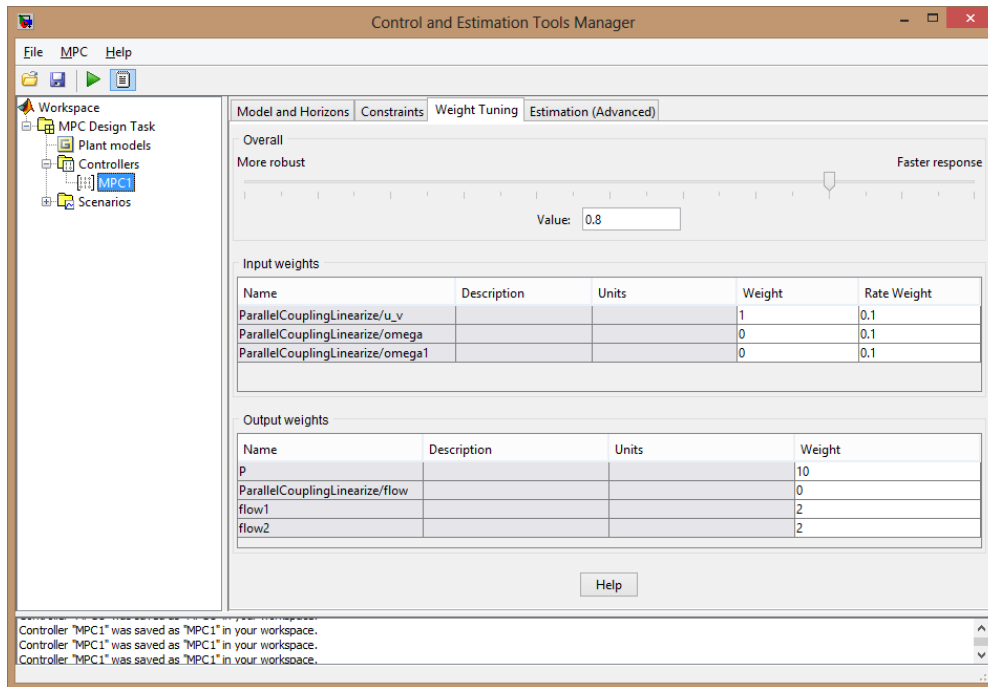 Control and Estimation Tools Manager
File MPC Help
Workspace
MPC Design Task
Plant models
Controllers
MPC1
Scenarios
Model and Horizons Constraints Weight Tuning Estimation (Advanced)
Overall
More robust Faster response
Value: 0.8
Input weights
Name Description Units Weight Rate Weight
ParallelCouplingLinearize/u_v 1 0.1
ParallelCouplingLinearize/omega 0 0.1
ParallelCouplingLinearize/omega1 0 0.1
Output weights
Name Description Units Weight
P 10
ParallelCouplingLinearize/flow 0
flow1 2
flow2 2
Help
Controller "MPC1" was saved as "MPC1" in your workspace.
Controller "MPC1" was saved as "MPC1" in your workspace.
Controller "MPC1" was saved as "MPC1" in your workspace.